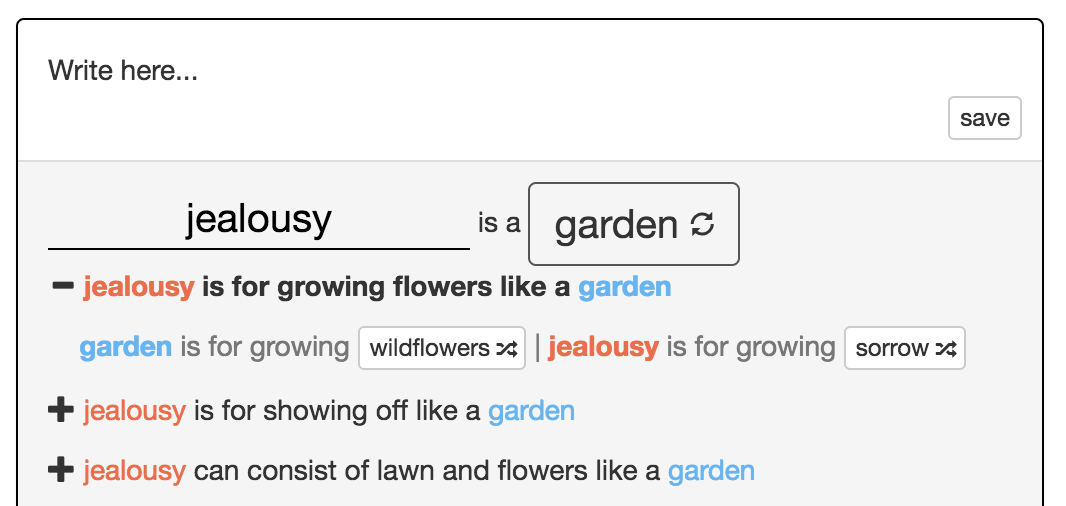 Write here...
save
jealousy is a garden
jealousy is for growing flowers like a garden
garden is for growing wildflowers | jealousy is for growing sorrow
jealousy is for showing off like a garden
jealousy can consist of lawn and flowers like a garden